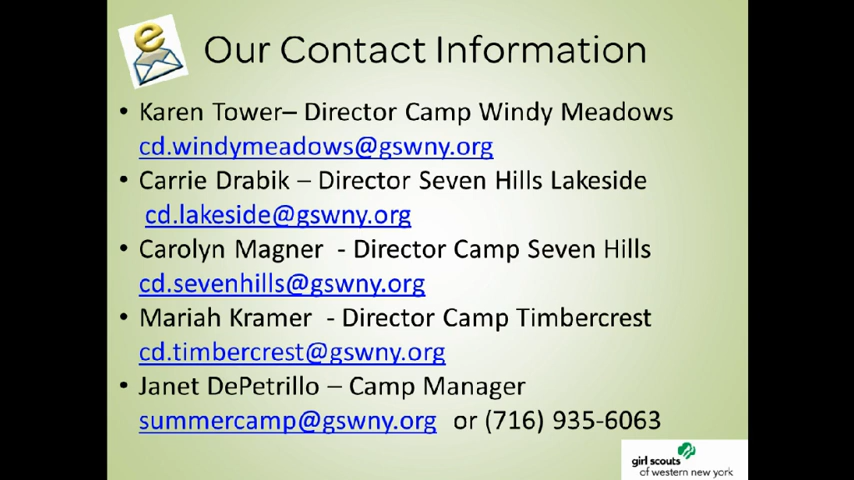 Our Contact Information
• Karen Tower– Director Camp Windy Meadows
cd.windymeadows@gswny.org
• Carrie Drabik – Director Seven Hills Lakeside
cd.lakeside@gswny.org
• Carolyn Magner - Director Camp Seven Hills
cd.sevenhills@gswny.org
• Mariah Kramer - Director Camp Timbercrest
cd.timbercrest@gswny.org
• Janet DePetrillo – Camp Manager
summercamp@gswny.org or (716) 935-6063
girl scouts
of western new york